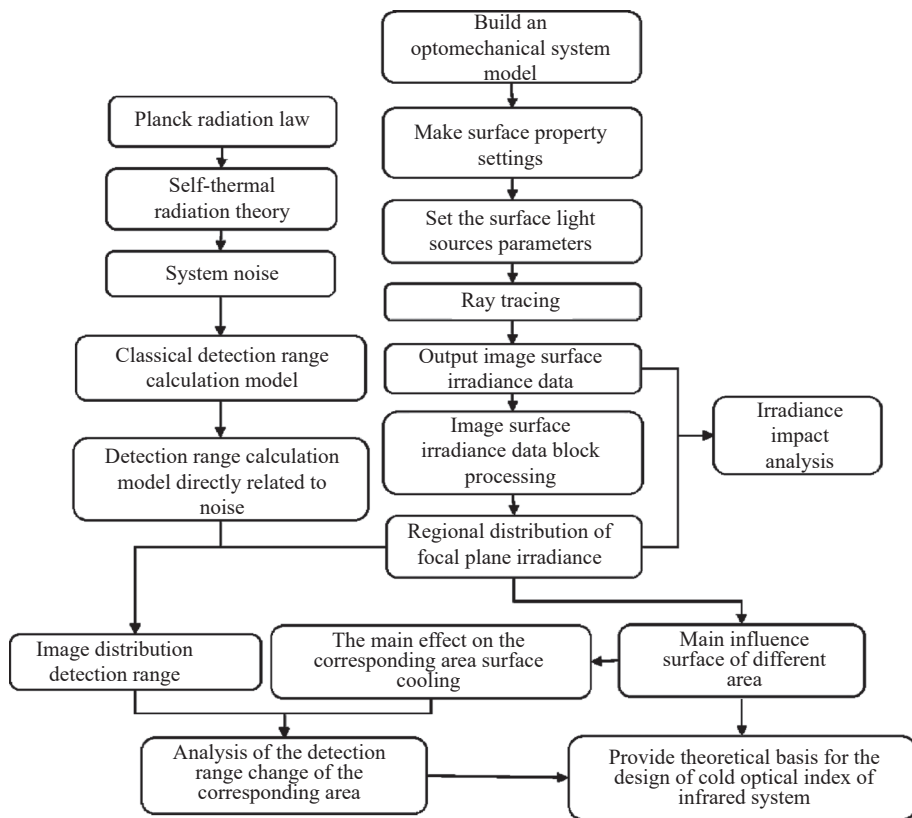 Build an
optomechanical system
model
Planck radiation law
Make surface property
settings
Self-thermal
radiation theory
Set the surface light
sources parameters
System noise
Ray tracing
Classical detection range
calculation model
Output image surface
irradiance data
Irradiance
impact
analysis
Image surface
irradiance data block
processing
Detection range calculation
model directly related to
noise
Regional distribution of
focal plane irradiance
Image distribution
detection range
The main effect on the
corresponding area surface
cooling
Main influence
surface of different
area
Analysis of the detection
range change of the
corresponding area
Provide theoretical basis for the
design of cold optical index of
infrared system